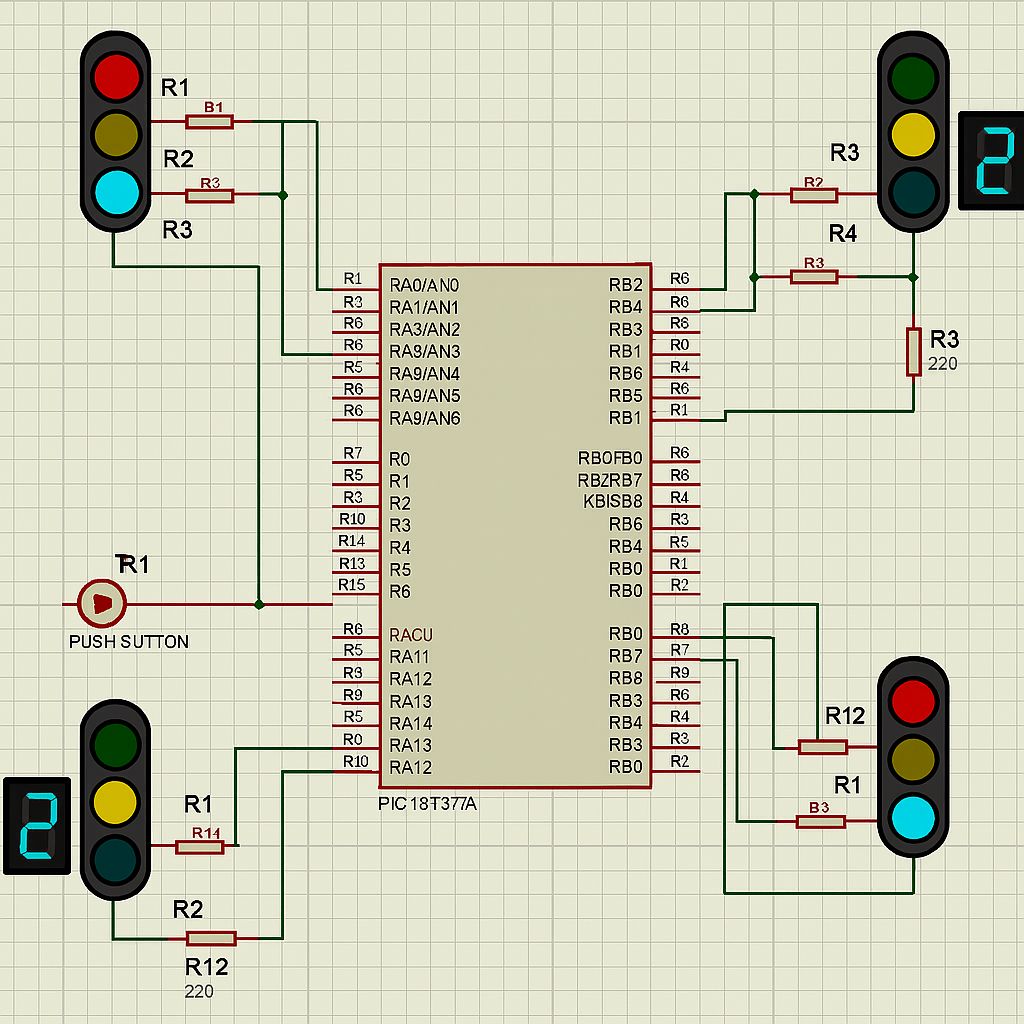 R1
B1
R2
R3
R3
R3
R2
R4
R3
R3
220
2
R1 RA0/AN0
R3 RA1/AN1
R6 RA3/AN2
R6 RA9/AN3
R5 RA9/AN4
R6 RA9/AN5
R6 RA9/AN6
R7 R0
R5 R1
R3 R2
R10 R3
R14 R4
R13 R5
R15 R6
R6 RACU
R5 RA11
R3 RA12
R9 RA13
R5 RA14
R0 RA13
R10 RA12
RB2 R6
RB4 R6
RB3 R6
RB1 R0
RB6 R4
RB5 R6
RB1 R1
RBOFB0 R6
RBZRB7 R6
KBISB8 R4
RB6 R3
RB4 R5
RB0 R1
RB0 R2
RB0 R8
RB7 R7
RB8 R9
RB3 R6
RB4 R4
RB3 R3
RB0 R2
PIC18T377A
TR1
PUSH SUTTON
2
R1
R14
R2
R12
220
R12
R1
B3